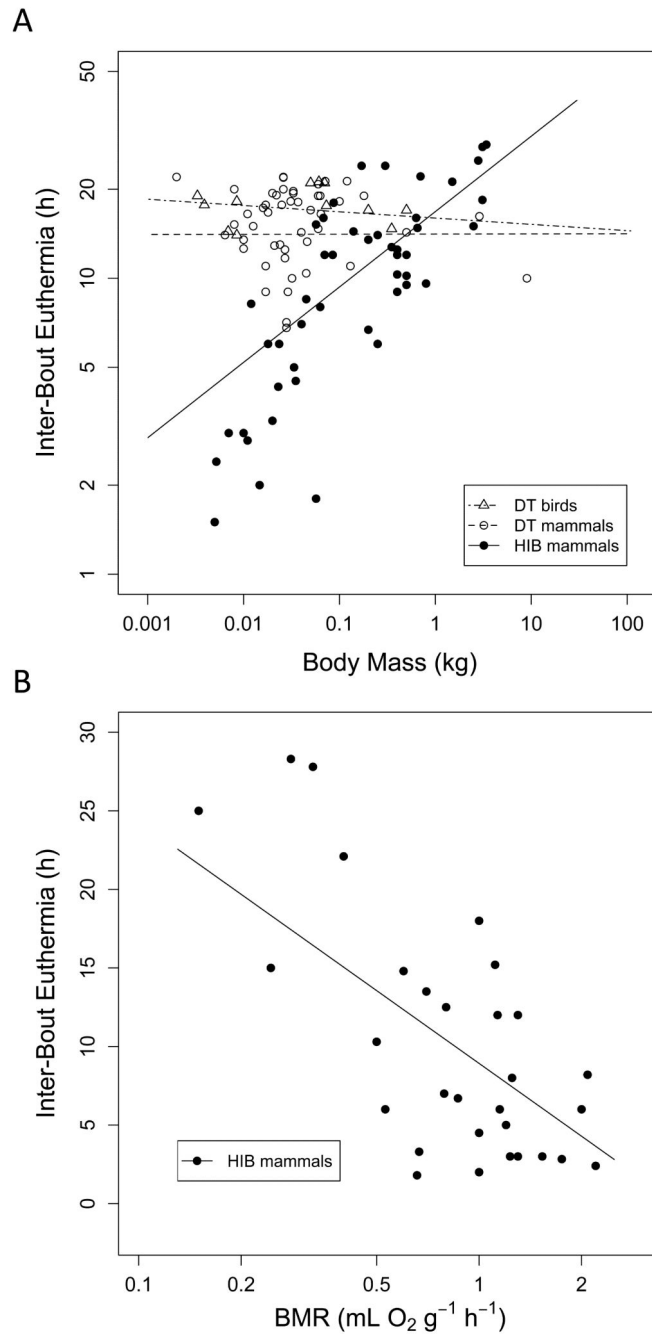 A
50
20
10
5
2
1
Inter-Bout Euthermia (h)
DT birds
DT mammals
HIB mammals
0.001 0.01 0.1 1 10 100
Body Mass (kg)
B
30
25
20
15
10
5
0
Inter-Bout Euthermia (h)
HIB mammals
0.1 0.2 0.5 1 2
BMR (mL O₂ g⁻¹ h⁻¹)